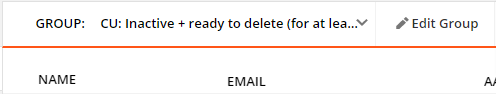 GROUP: CU: Inactive + ready to delete (for at lea... Edit Group
NAME EMAIL